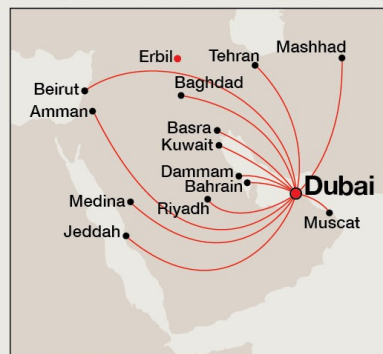 Mashhad
Tehran
Erbil
Baghdad
Beirut
Amman
Basra
Kuwait
Dammam
Bahrain
Dubai
Medina
Riyadh
Muscat
Jeddah